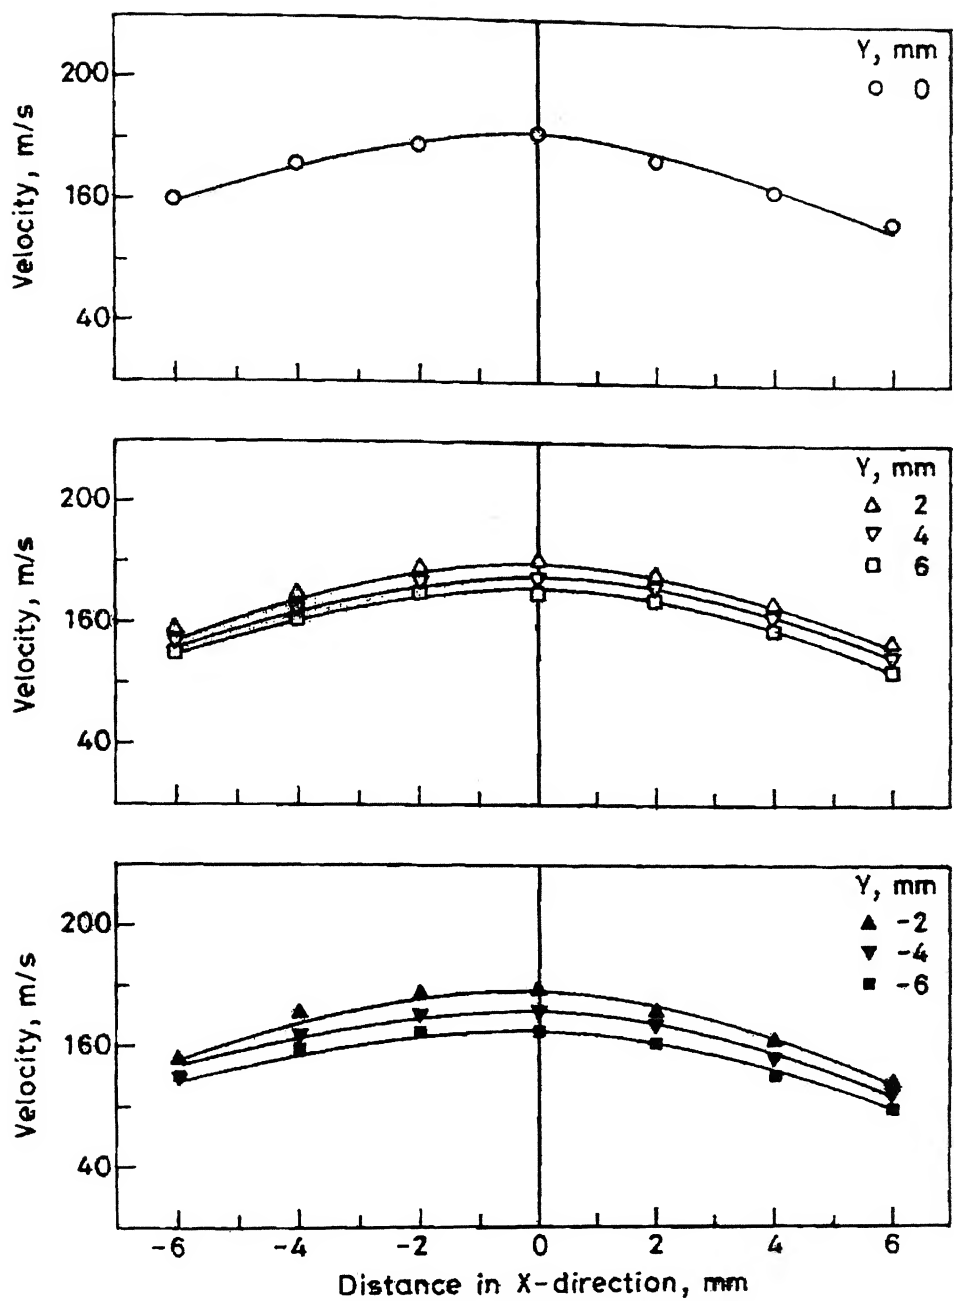 Y, mm
200
○ 0
Velocity, m/s
160
40
Y, mm
200
△ 2
▽ 4
□ 6
Velocity, m/s
160
40
Y, mm
200
▲ -2
▼ -4
■ -6
Velocity, m/s
160
40
-6 -4 -2 0 2 4 6
Distance in X-direction, mm